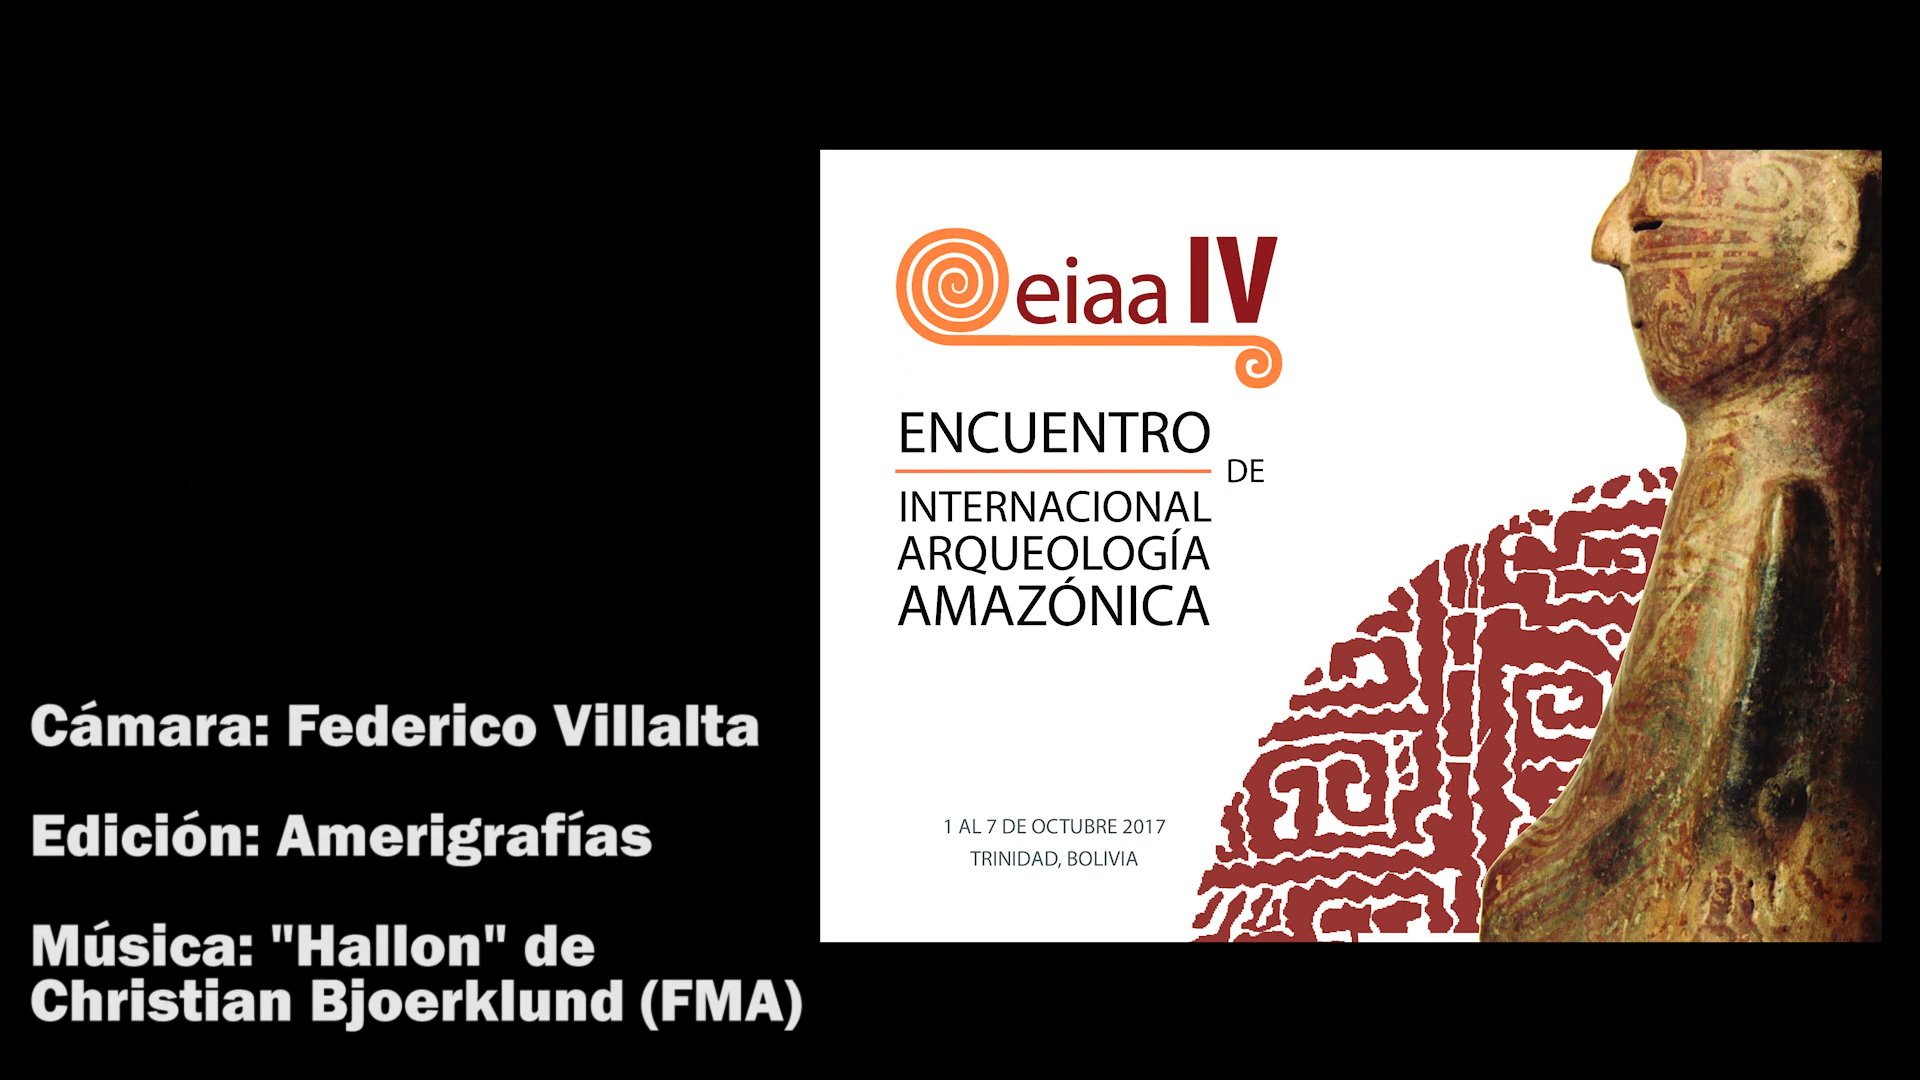 eiaa IV
ENCUENTRO
DE
INTERNACIONAL
ARQUEOLOGÍA
AMAZÓNICA
1 AL 7 DE OCTUBRE 2017
TRINIDAD, BOLIVIA
Cámara: Federico Villalta
Edición: Amerigrafías
Música: "Hallon" de
Christian Bjoerklund (FMA)